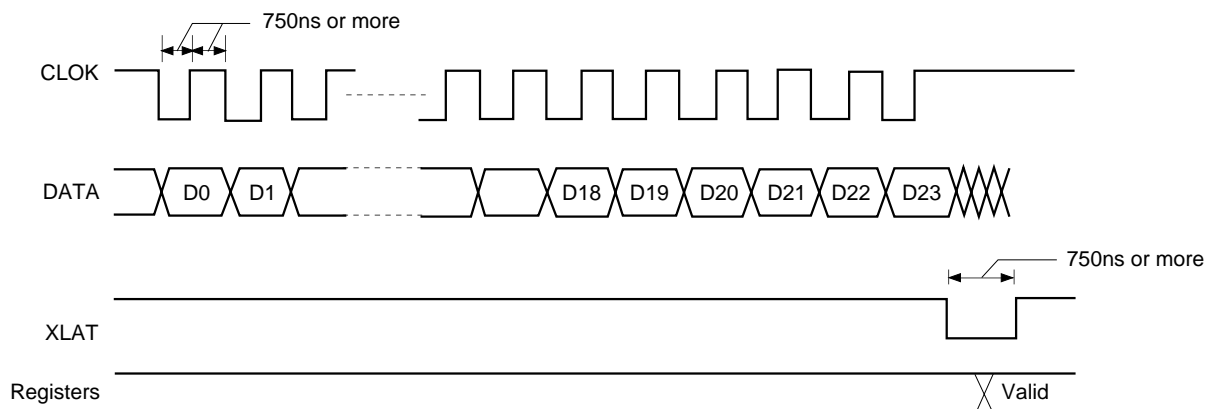 750ns or more
CLOK
DATA
D0 D1 D18 D19 D20 D21 D22 D23
750ns or more
XLAT
Registers Valid